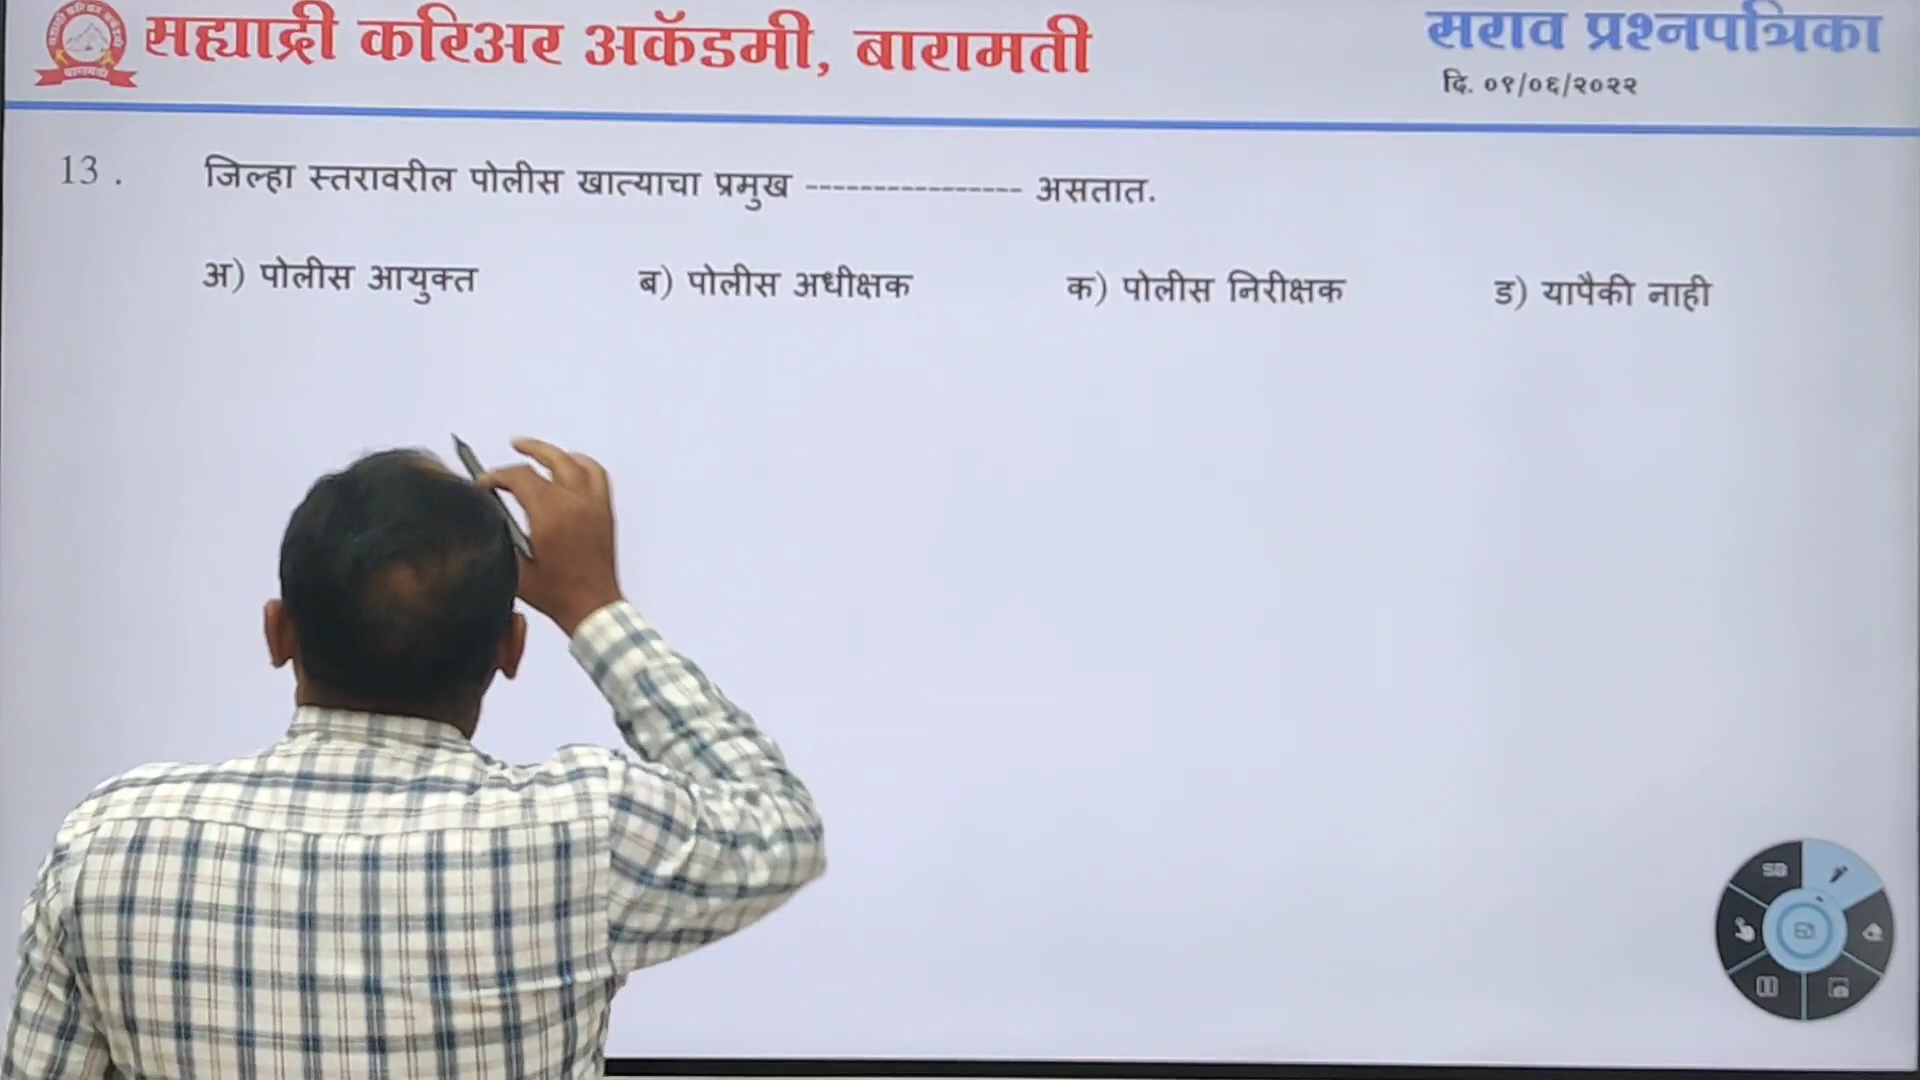 सह्याद्री करिअर अकॅडमी, बारामती
सराव प्रश्नपत्रिका
दि. ०९/०६/२०२२
13 . जिल्हा स्तरावरील पोलीस खात्याचा प्रमुख ---------------- असतात.
अ) पोलीस आयुक्त ब) पोलीस अधीक्षक क) पोलीस निरीक्षक ड) यापैकी नाही